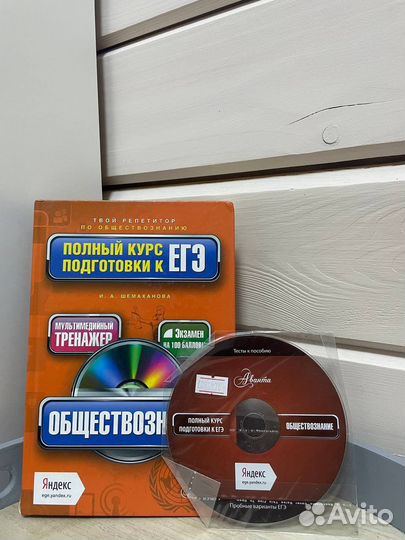 ТВОЙ РЕПЕТИТОР
ПО ОБЩЕСТВОЗНАНИЮ
ПОЛНЫЙ КУРС
ПОДГОТОВКИ К ЕГЭ
И. А. ШЕМАХАНОВА
МУЛЬТИМЕДИЙНЫЙ
ТРЕНАЖЕР
ЭКЗАМЕН
НА 100 БАЛЛОВ
ОБЩЕСТВОЗН
Яндекс
ege.yandex.ru
Тесты к пособию
Аванта
ПОЛНЫЙ КУРС
ПОДГОТОВКИ К ЕГЭ
ОБЩЕСТВОЗНАНИЕ
Яндекс
ege.yandex.ru
Пробные варианты ЕГЭ
Avito